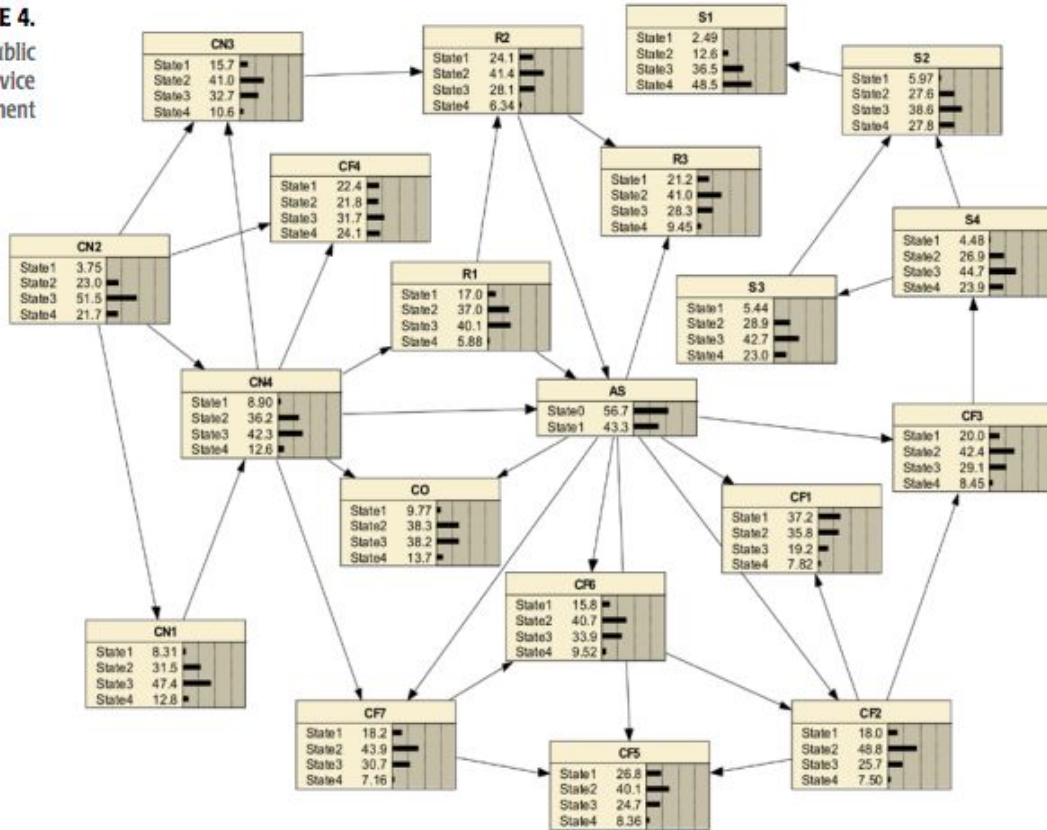 E 4.
ublic
vice
nent
CN3
State1 15.7
State2 41.0
State3 32.7
State4 10.6
R2
State1 24.1
State2 41.4
State3 28.1
State4 6.34
S1
State1 2.49
State2 12.6
State3 36.5
State4 48.5
S2
State1 5.97
State2 27.6
State3 38.6
State4 27.8
CF4
State1 22.4
State2 21.8
State3 31.7
State4 24.1
R3
State1 21.2
State2 41.0
State3 28.3
State4 9.45
CN2
State1 3.75
State2 23.0
State3 51.5
State4 21.7
R1
State1 17.0
State2 37.0
State3 40.1
State4 5.88
S3
State1 5.44
State2 28.9
State3 42.7
State4 23.0
S4
State1 4.48
State2 26.9
State3 44.7
State4 23.9
CN4
State1 8.90
State2 36.2
State3 42.3
State4 12.6
AS
State0 56.7
State1 43.3
CF3
State1 20.0
State2 42.4
State3 29.1
State4 8.45
CO
State1 9.77
State2 38.3
State3 38.2
State4 13.7
CF1
State1 37.2
State2 35.8
State3 19.2
State4 7.82
CF6
State1 15.8
State2 40.7
State3 33.9
State4 9.52
CN1
State1 8.31
State2 31.5
State3 47.4
State4 12.8
CF7
State1 18.2
State2 43.9
State3 30.7
State4 7.16
CF5
State1 26.8
State2 40.1
State3 24.7
State4 8.36
CF2
State1 18.0
State2 48.8
State3 25.7
State4 7.50